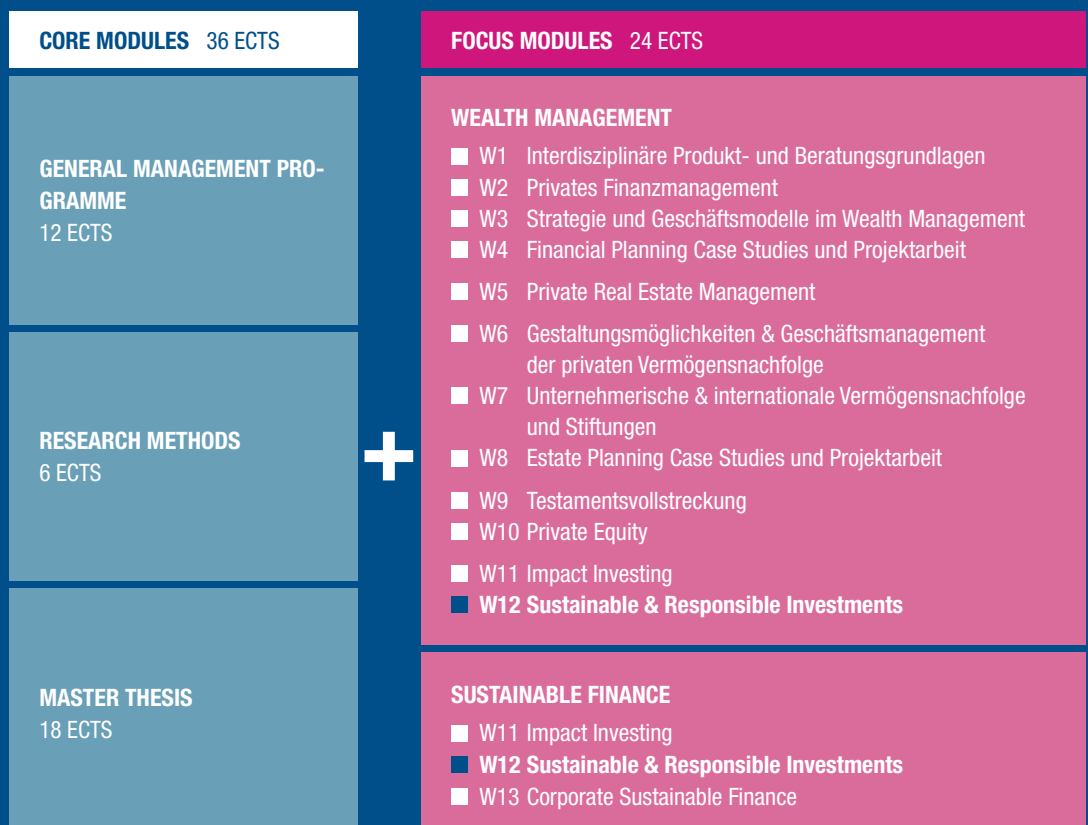 CORE MODULES 36 ECTS
GENERAL MANAGEMENT PRO-
GRAMME
12 ECTS
RESEARCH METHODS
6 ECTS
MASTER THESIS
18 ECTS
+
FOCUS MODULES 24 ECTS
WEALTH MANAGEMENT
W1 Interdisziplinäre Produkt- und Beratungsgrundlagen
W2 Privates Finanzmanagement
W3 Strategie und Geschäftsmodelle im Wealth Management
W4 Financial Planning Case Studies und Projektarbeit
W5 Private Real Estate Management
W6 Gestaltungsmöglichkeiten & Geschäftsmanagement
der privaten Vermögensnachfolge
W7 Unternehmerische & internationale Vermögensnachfolge
und Stiftungen
W8 Estate Planning Case Studies und Projektarbeit
W9 Testamentsvollstreckung
W10 Private Equity
W11 Impact Investing
W12 Sustainable & Responsible Investments
SUSTAINABLE FINANCE
W11 Impact Investing
W12 Sustainable & Responsible Investments
W13 Corporate Sustainable Finance